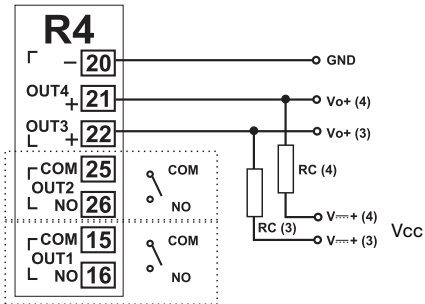 R4
– 20 GND
OUT4 + 21 Vo+ (4)
OUT3 + 22 Vo+ (3)
COM 25 COM
OUT2
NO 26 NO
RC (4)
RC (3)
V⎓+ (4)
V⎓+ (3)
Vcc
COM 15 COM
OUT1
NO 16 NO